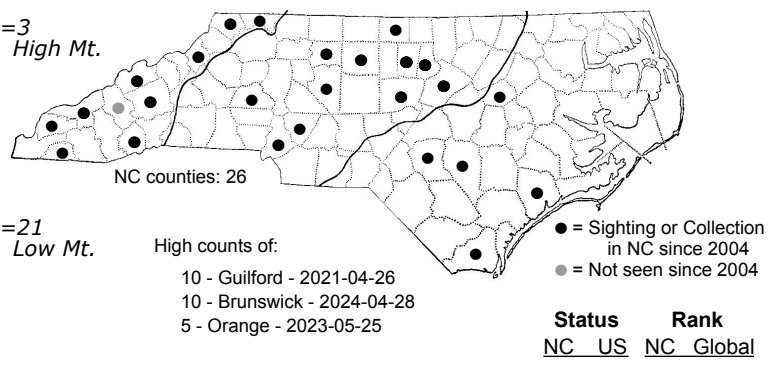 =3
High Mt.
NC counties: 26
=21
Low Mt.
High counts of:
10 - Guilford - 2021-04-26
10 - Brunswick - 2024-04-28
5 - Orange - 2023-05-25
● = Sighting or Collection
in NC since 2004
● = Not seen since 2004
Status Rank
NC US NC Global